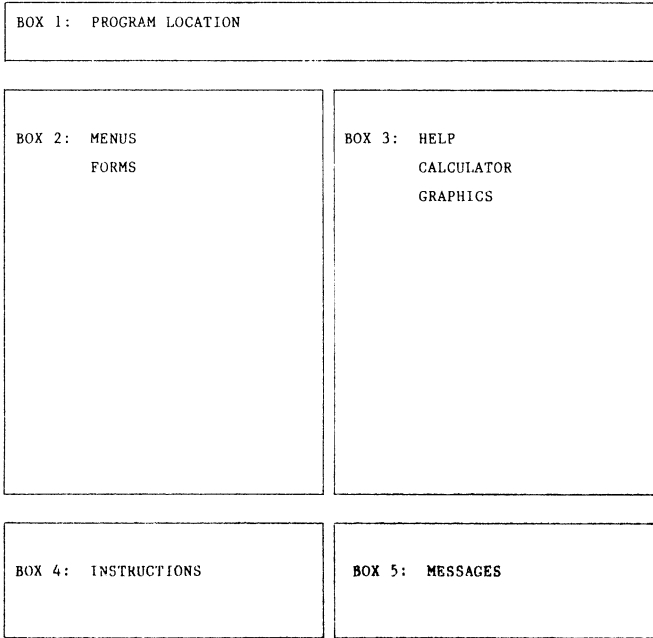 BOX 1: PROGRAM LOCATION
BOX 2: MENUS
FORMS
BOX 3: HELP
CALCULATOR
GRAPHICS
BOX 4: INSTRUCTIONS
BOX 5: MESSAGES